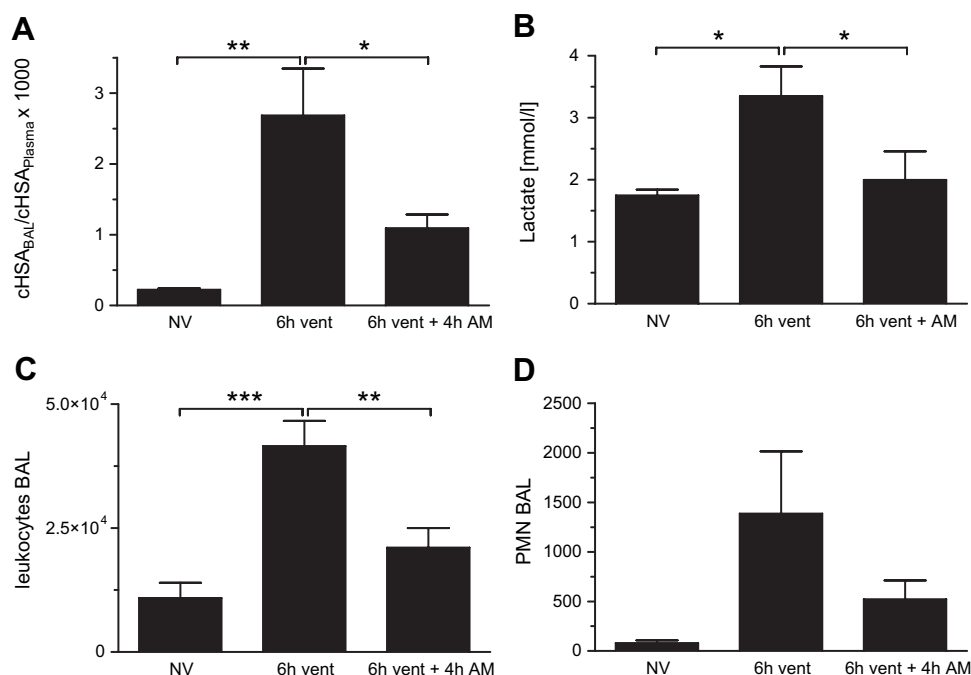 A
** *
cHSABAL/cHSAPlasma x 1000
3
2
1
0
NV 6h vent 6h vent + 4h AM
B
* *
Lactate [mmol/l]
4
3
2
1
0
NV 6h vent 6h vent + AM
C
*** **
leukocytes BAL
5.0×10⁴
2.5×10⁴
0
NV 6h vent 6h vent + 4h AM
D
PMN BAL
2500
2000
1500
1000
500
0
NV 6h vent 6h vent + 4h AM